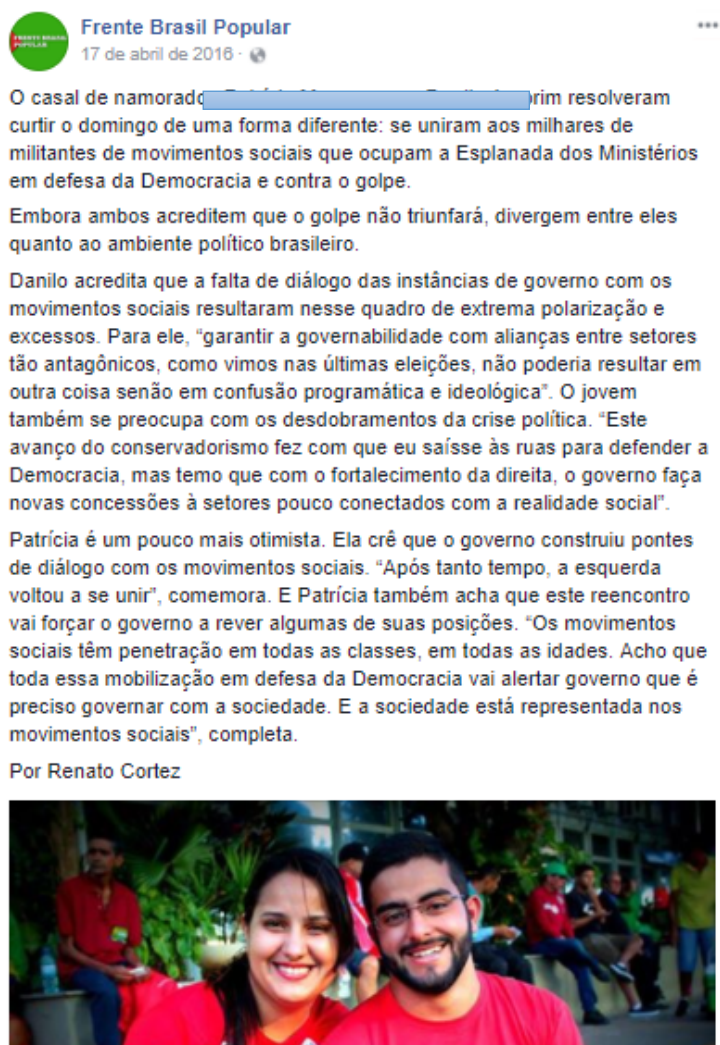 Frente Brasil Popular
17 de abril de 2016 ·
FRENTE BRASIL
POPULAR
O casal de namorado rim resolveram
curtir o domingo de uma forma diferente: se uniram aos milhares de
militantes de movimentos sociais que ocupam a Esplanada dos Ministérios
em defesa da Democracia e contra o golpe.
Embora ambos acreditem que o golpe não triunfará, divergem entre eles
quanto ao ambiente político brasileiro.
Danilo acredita que a falta de diálogo das instâncias de governo com os
movimentos sociais resultaram nesse quadro de extrema polarização e
excessos. Para ele, “garantir a governabilidade com alianças entre setores
tão antagônicos, como vimos nas últimas eleições, não poderia resultar em
outra coisa senão em confusão programática e ideológica”. O jovem
também se preocupa com os desdobramentos da crise política. “Este
avanço do conservadorismo fez com que eu saísse às ruas para defender a
Democracia, mas temo que com o fortalecimento da direita, o governo faça
novas concessões à setores pouco conectados com a realidade social”.
Patrícia é um pouco mais otimista. Ela crê que o governo construiu pontes
de diálogo com os movimentos sociais. “Após tanto tempo, a esquerda
voltou a se unir”, comemora. E Patrícia também acha que este reencontro
vai forçar o governo a rever algumas de suas posições. “Os movimentos
sociais têm penetração em todas as classes, em todas as idades. Acho que
toda essa mobilização em defesa da Democracia vai alertar governo que é
preciso governar com a sociedade. E a sociedade está representada nos
movimentos sociais”, completa.
Por Renato Cortez